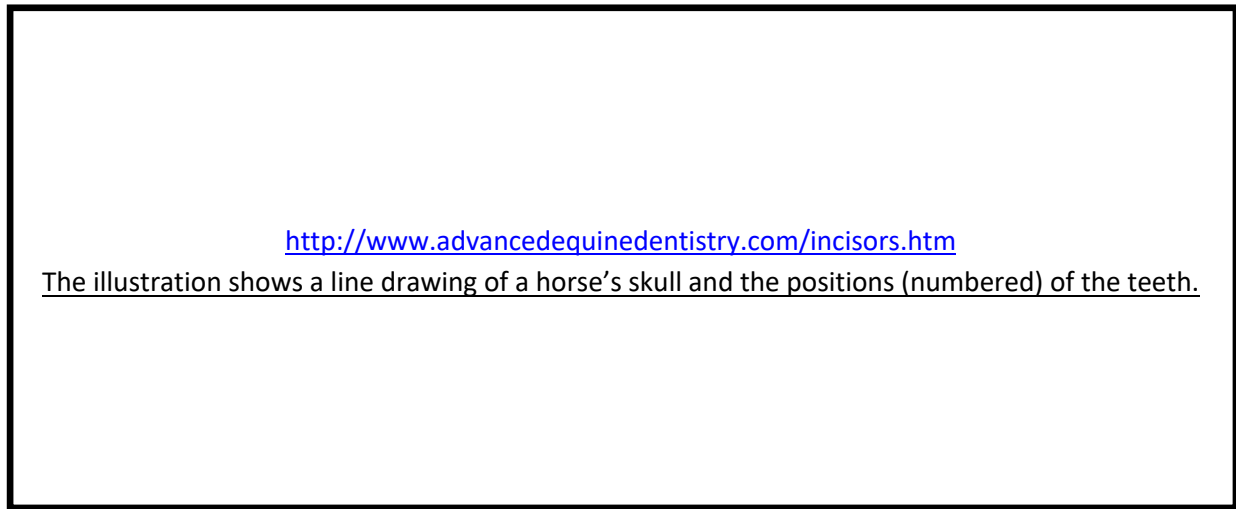 http://www.advancedequinedentistry.com/incisors.htm
The illustration shows a line drawing of a horse’s skull and the positions (numbered) of the teeth.